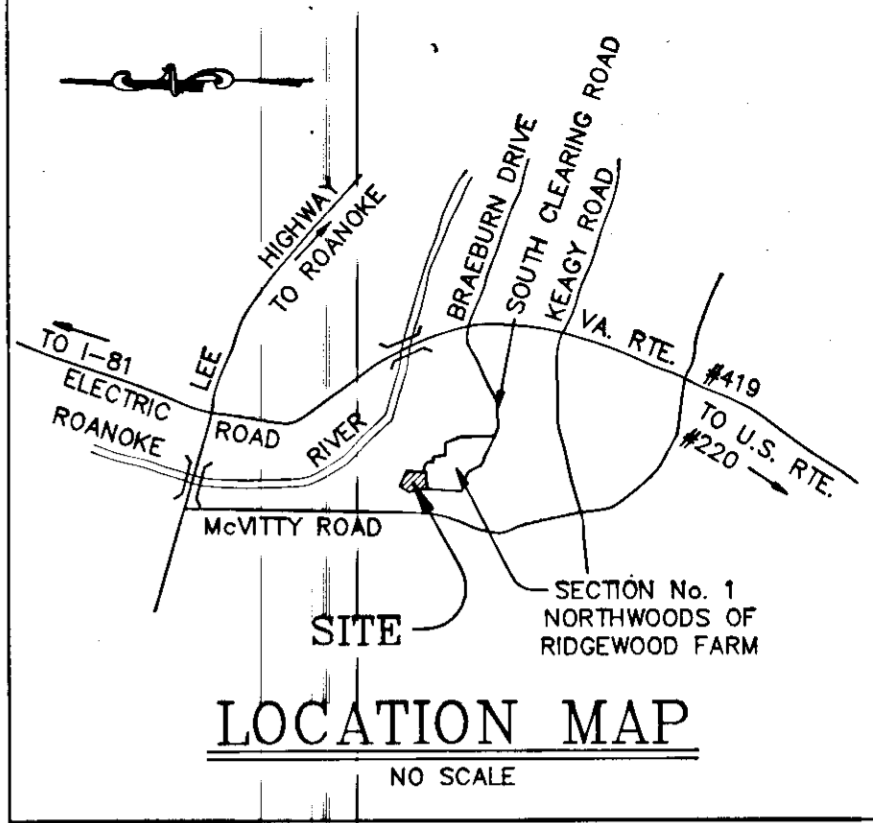 LEE HIGHWAY
TO ROANOKE
BRAEBURN DRIVE
SOUTH CLEARING ROAD
KEAGY ROAD
TO I-81
ELECTRIC ROAD
VA. RTE. #419
TO U.S. RTE.
#220
ROANOKE RIVER
McVITTY ROAD
SITE
SECTION No. 1
NORTHWOODS OF
RIDGEWOOD FARM
LOCATION MAP
NO SCALE